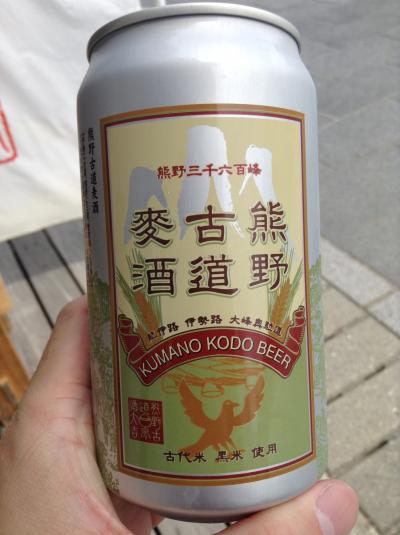 熊野三千六百峰
熊野
古道
麥酒
紀伊路 伊勢路 大峰奥駈道
KUMANO KODO BEER
古代米 黒米 使用
熊野古道麦酒